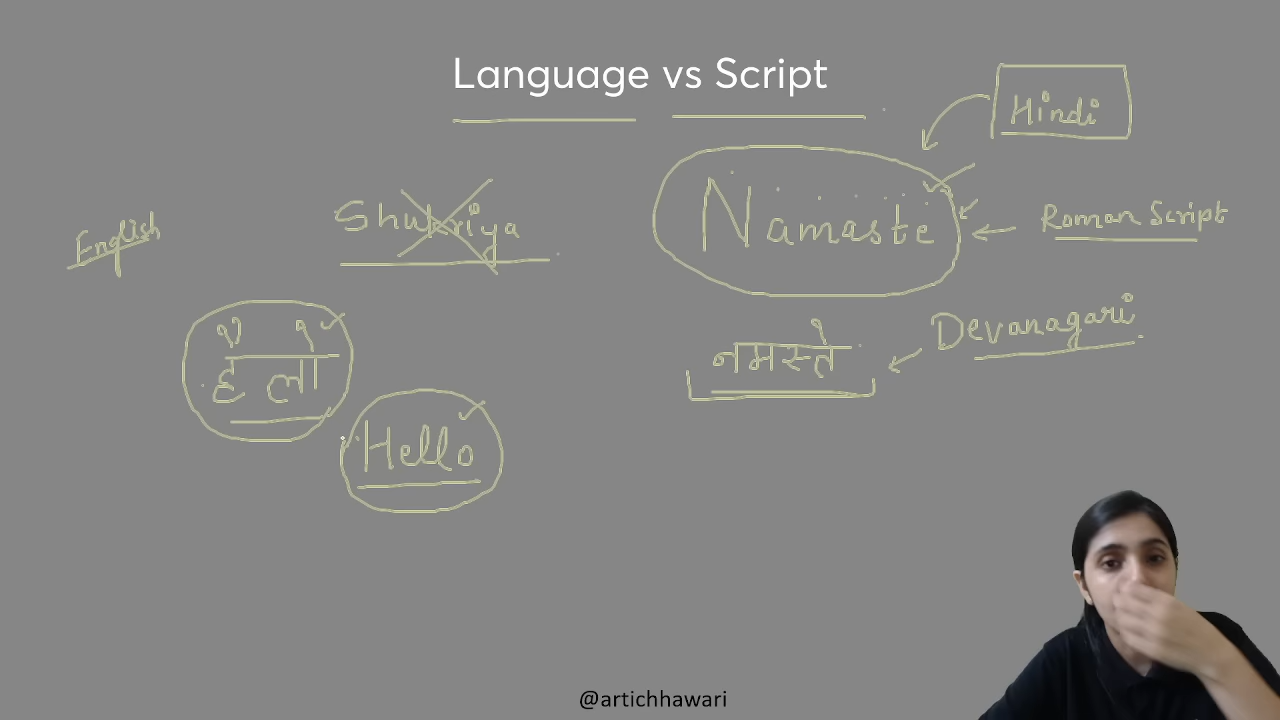 Language vs Script
Hindi
English
Shukriya
Namaste
Roman Script
हैलो
नमस्ते
Devanagari
Hello
@artichhawari